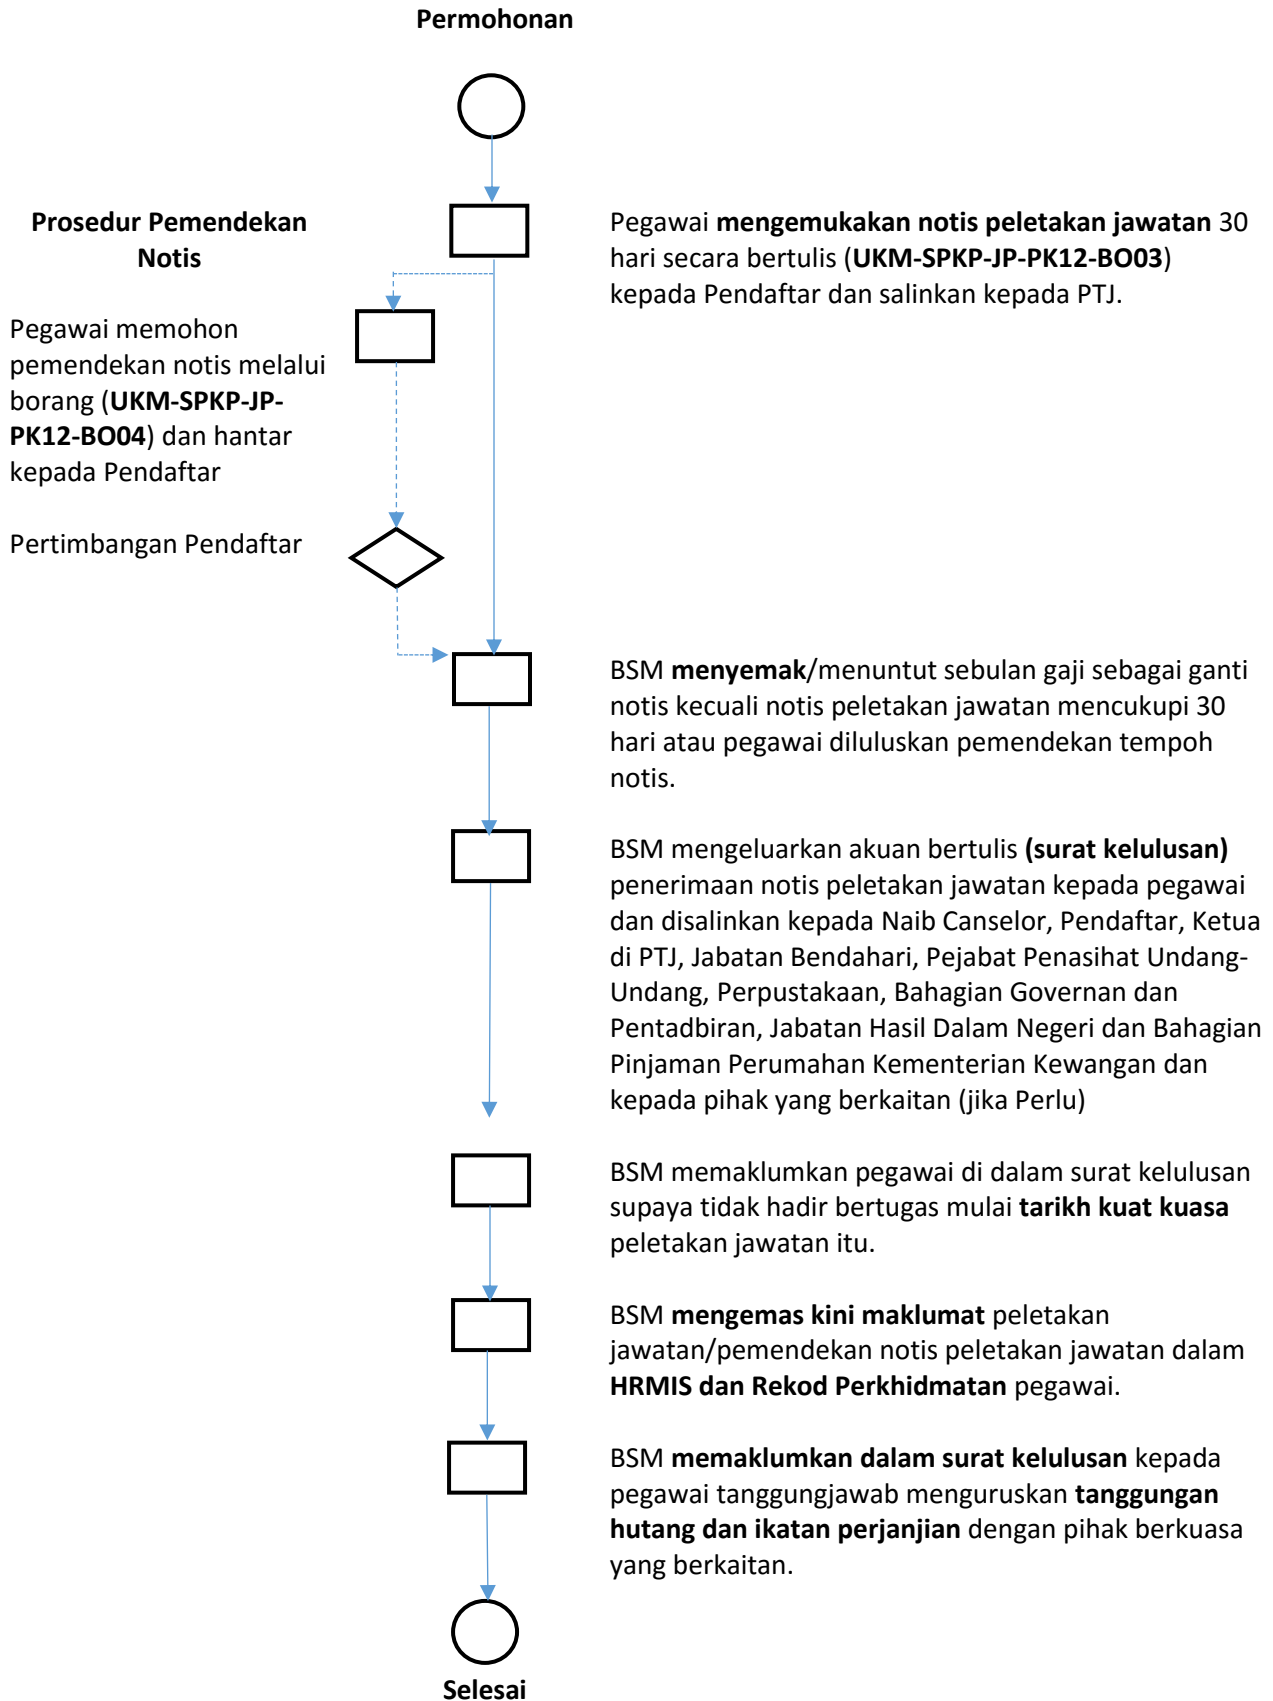 Permohonan
Prosedur Pemendekan
Notis
Pegawai mengemukakan notis peletakan jawatan 30
hari secara bertulis (UKM-SPKP-JP-PK12-BO03)
kepada Pendaftar dan salinkan kepada PTJ.
Pegawai memohon
pemendekan notis melalui
borang (UKM-SPKP-JP-
PK12-BO04) dan hantar
kepada Pendaftar
Pertimbangan Pendaftar
BSM menyemak/menuntut sebulan gaji sebagai ganti
notis kecuali notis peletakan jawatan mencukupi 30
hari atau pegawai diluluskan pemendekan tempoh
notis.
BSM mengeluarkan akuan bertulis (surat kelulusan)
penerimaan notis peletakan jawatan kepada pegawai
dan disalinkan kepada Naib Canselor, Pendaftar, Ketua
di PTJ, Jabatan Bendahari, Pejabat Penasihat Undang-
Undang, Perpustakaan, Bahagian Governan dan
Pentadbiran, Jabatan Hasil Dalam Negeri dan Bahagian
Pinjaman Perumahan Kementerian Kewangan dan
kepada pihak yang berkaitan (jika Perlu)
BSM memaklumkan pegawai di dalam surat kelulusan
supaya tidak hadir bertugas mulai tarikh kuat kuasa
peletakan jawatan itu.
BSM mengemas kini maklumat peletakan
jawatan/pemendekan notis peletakan jawatan dalam
HRMIS dan Rekod Perkhidmatan pegawai.
BSM memaklumkan dalam surat kelulusan kepada
pegawai tanggungjawab menguruskan tanggungan
hutang dan ikatan perjanjian dengan pihak berkuasa
yang berkaitan.
Selesai